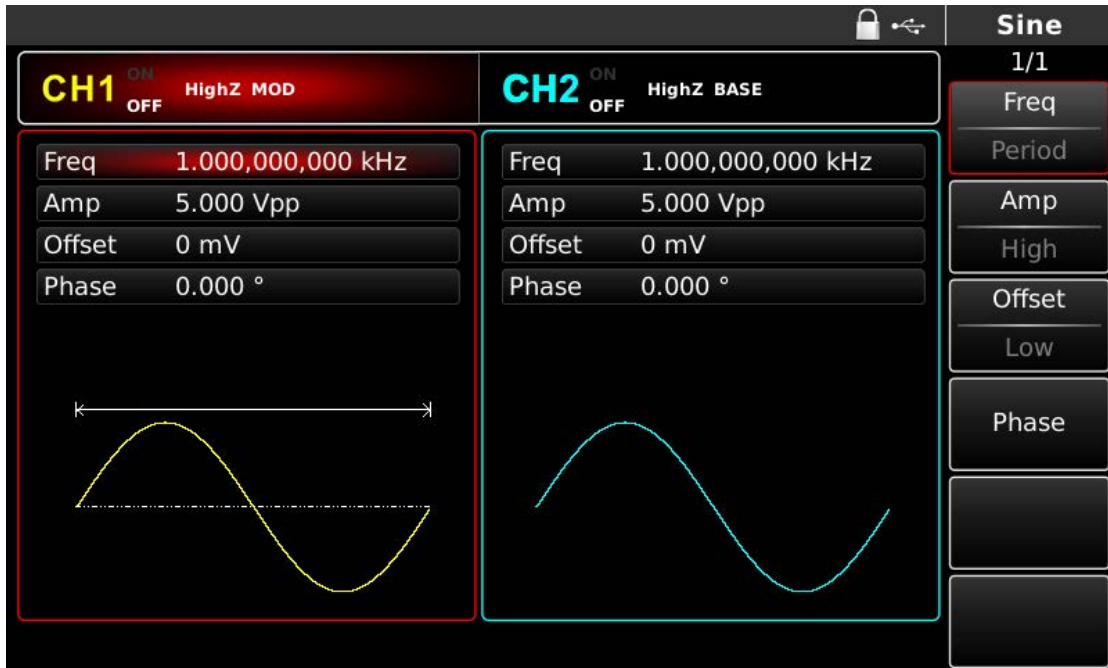 Sine
1/1
CH1 ON OFF HighZ MOD
CH2 ON OFF HighZ BASE
Freq 1.000,000,000 kHz
Amp 5.000 Vpp
Offset 0 mV
Phase 0.000 °
Freq 1.000,000,000 kHz
Amp 5.000 Vpp
Offset 0 mV
Phase 0.000 °
Freq
Period
Amp
High
Offset
Low
Phase